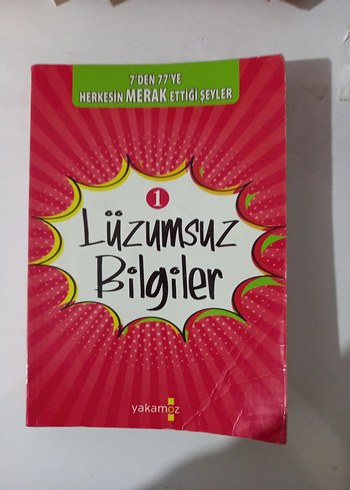 7'DEN 77'YE
HERKESİN MERAK ETTİĞİ ŞEYLER
1
Lüzumsuz
Bilgiler
yakamoz